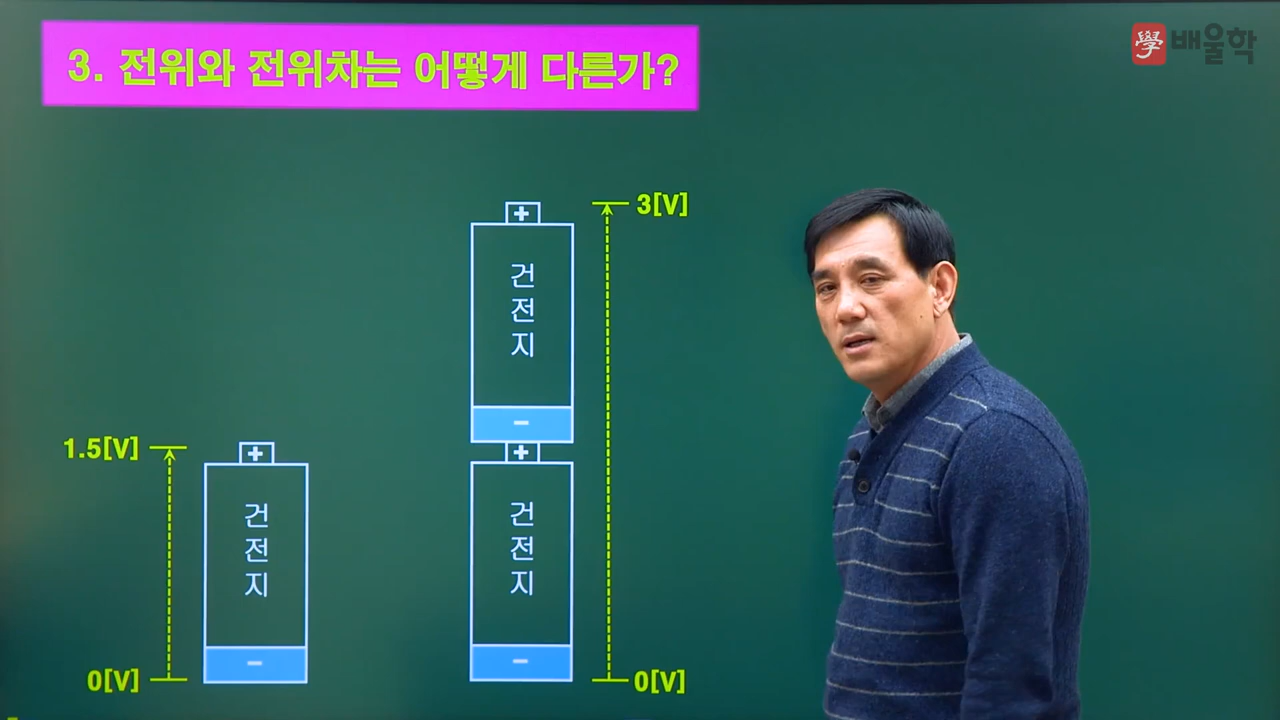 3. 전위와 전위차는 어떻게 다른가?
學 배울학
+
건
전
지
-
1.5[V]
0[V]
+
건
전
지
-
+
건
전
지
-
3[V]
0[V]